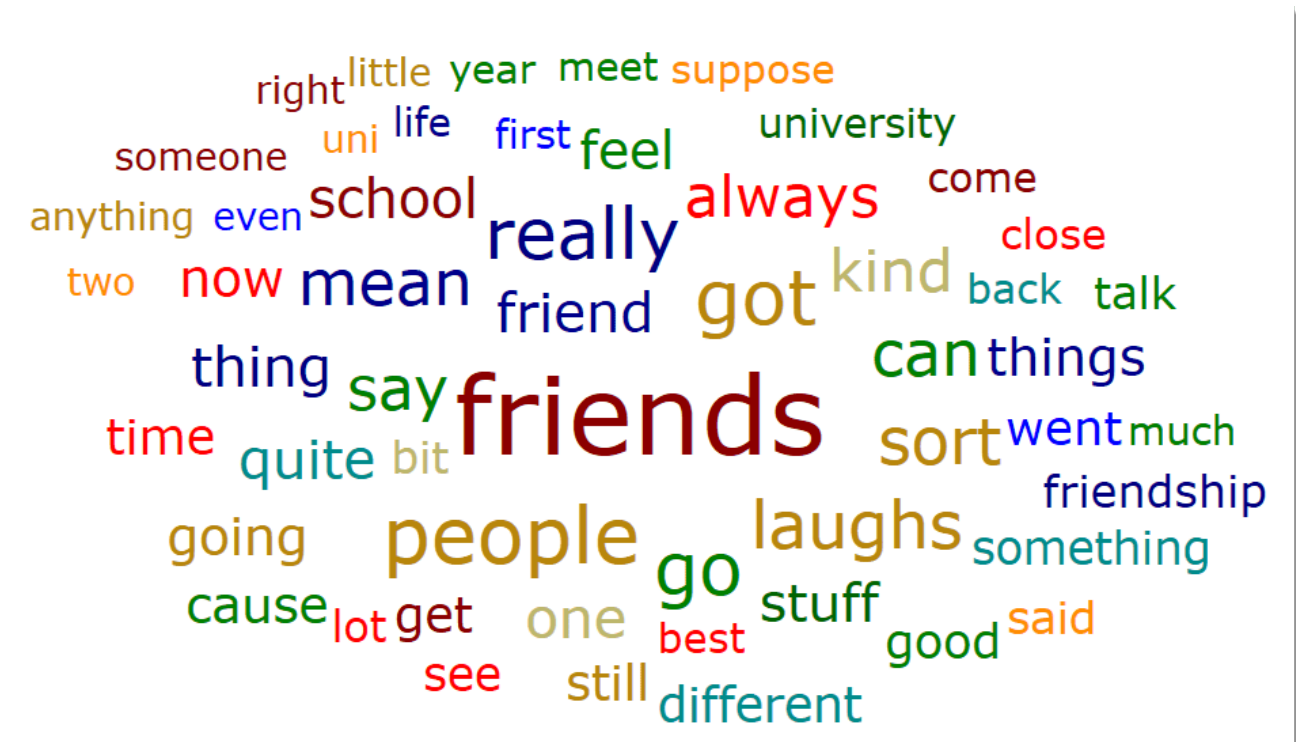 right little year meet suppose
uni life first feel university
someone school always come
anything even really close
two now mean friend got kind back talk
thing say friends can things
time quite bit sort went much
friendship
going people laughs something
cause lot get one go stuff said
best good
see still different